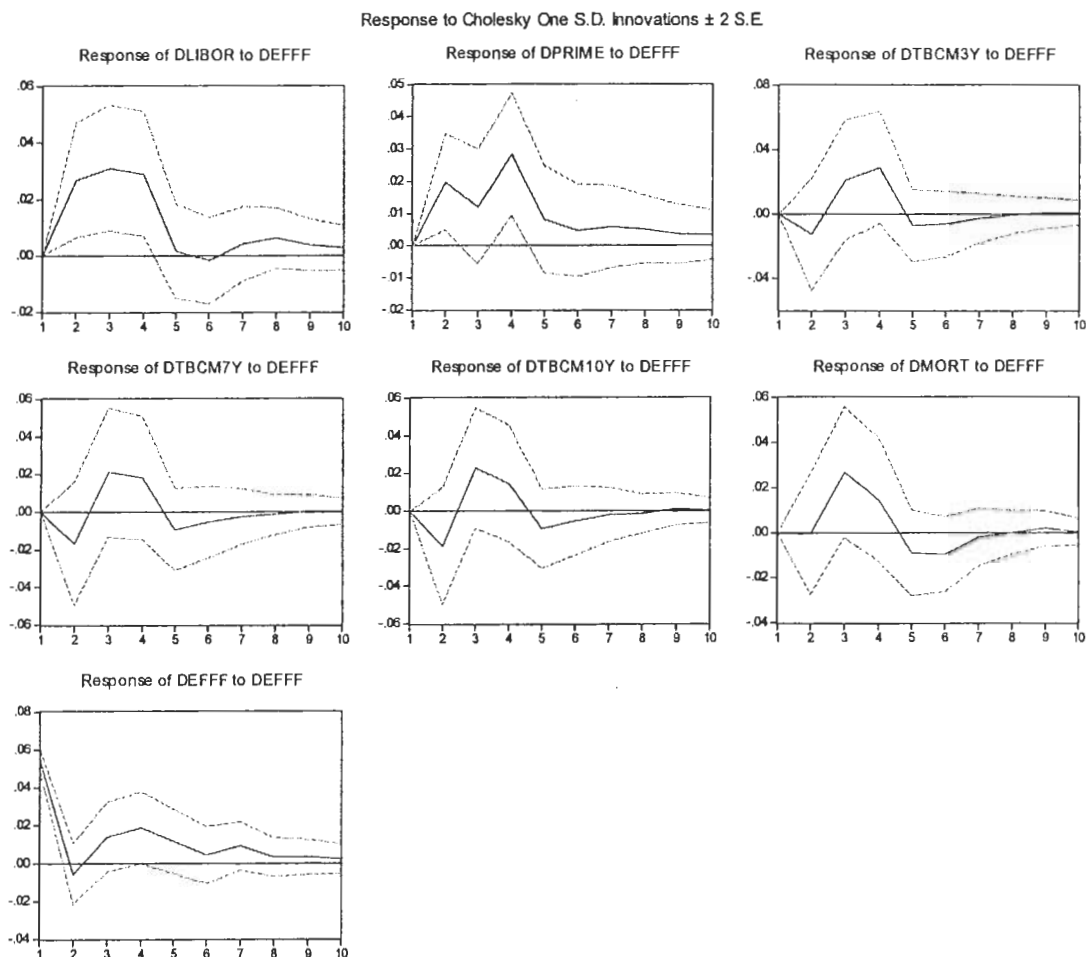 Response to Cholesky One S.D. Innovations ± 2 S.E.
Response of DLIBOR to DEFFF
.06
.04
.02
.00
-.02
1 2 3 4 5 6 7 8 9 10
Response of DPRIME to DEFFF
.05
.04
.03
.02
.01
.00
-.01
-.02
1 2 3 4 5 6 7 8 9 10
Response of DTBCM3Y to DEFFF
.08
.04
.00
-.04
1 2 3 4 5 6 7 8 9 10
Response of DTBCM7Y to DEFFF
.06
.04
.02
.00
-.02
-.04
-.06
1 2 3 4 5 6 7 8 9 10
Response of DTBCM10Y to DEFFF
.06
.04
.02
.00
-.02
-.04
-.06
1 2 3 4 5 6 7 8 9 10
Response of DMORT to DEFFF
.06
.04
.02
.00
-.02
-.04
1 2 3 4 5 6 7 8 9 10
Response of DEFFF to DEFFF
.08
.06
.04
.02
.00
-.02
-.04
1 2 3 4 5 6 7 8 9 10